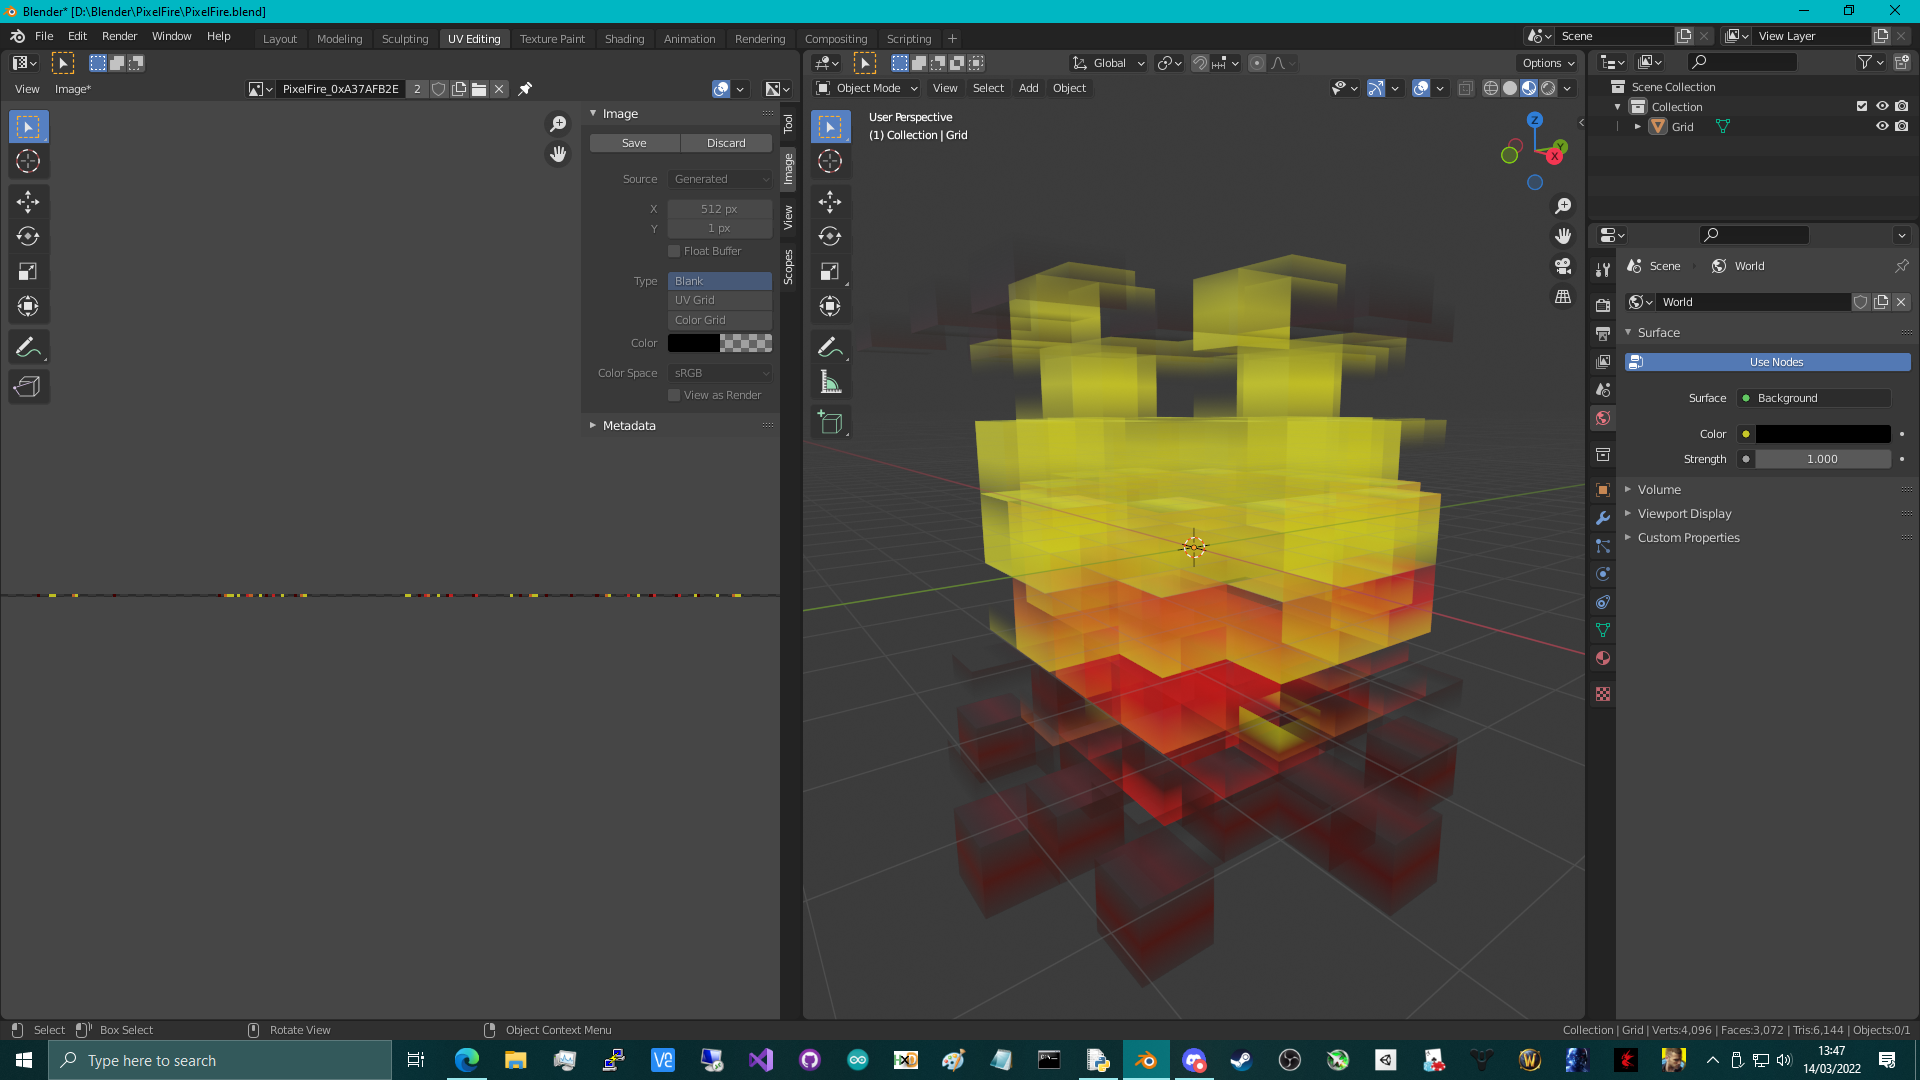 Blender* [D:\Blender\PixelFire\PixelFire.blend]
File Edit Render Window Help
Layout Modeling Sculpting UV Editing Texture Paint Shading Animation Rendering Compositing Scripting
Scene
View Layer
Global
Options
View Image*
PixelFire_0xA37AFB2E 2
Object Mode View Select Add Object
Image
Save Discard
Source Generated
X 512 px
Y 1 px
Float Buffer
Type Blank
UV Grid
Color Grid
Color
Color Space sRGB
View as Render
Metadata
Tool
Image
View
Scopes
User Perspective
(1) Collection | Grid
Z
Y
X
Scene Collection
Collection
Grid
Scene World
World
Surface
Use Nodes
Surface Background
Color
Strength 1.000
Volume
Viewport Display
Custom Properties
Select Box Select Rotate View Object Context Menu
Collection | Grid | Verts:4,096 | Faces:3,072 | Tris:6,144 | Objects:0/1
Type here to search
13:47
14/03/2022